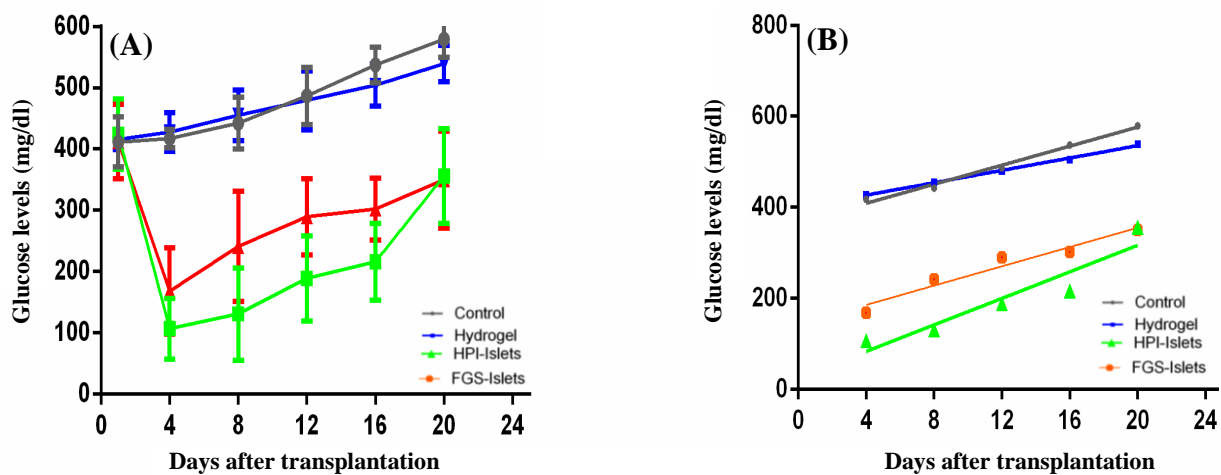 (A)
Glucose levels (mg/dl)
600
500
400
300
200
100
0
0 4 8 12 16 20 24
Days after transplantation
Control
Hydrogel
HPI-Islets
FGS-Islets
(B)
Glucose levels (mg/dl)
800
600
400
200
0
0 4 8 12 16 20 24
Days after transplantation
Control
Hydrogel
HPI-Islets
FGS-Islets